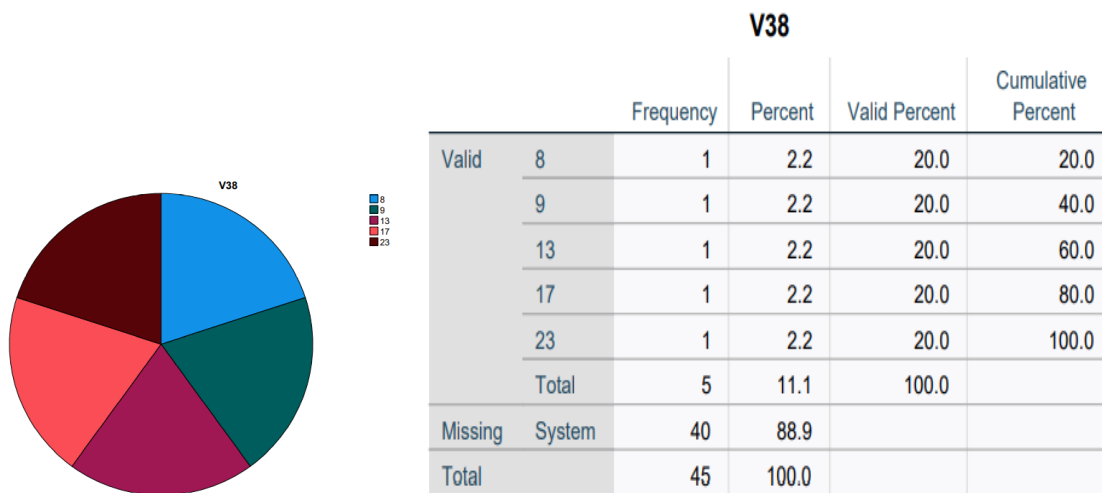 V38
8
9
13
17
23
V38
Frequency Percent Valid Percent Cumulative Percent
Valid 8 1 2.2 20.0 20.0
9 1 2.2 20.0 40.0
13 1 2.2 20.0 60.0
17 1 2.2 20.0 80.0
23 1 2.2 20.0 100.0
Total 5 11.1 100.0
Missing System 40 88.9
Total 45 100.0